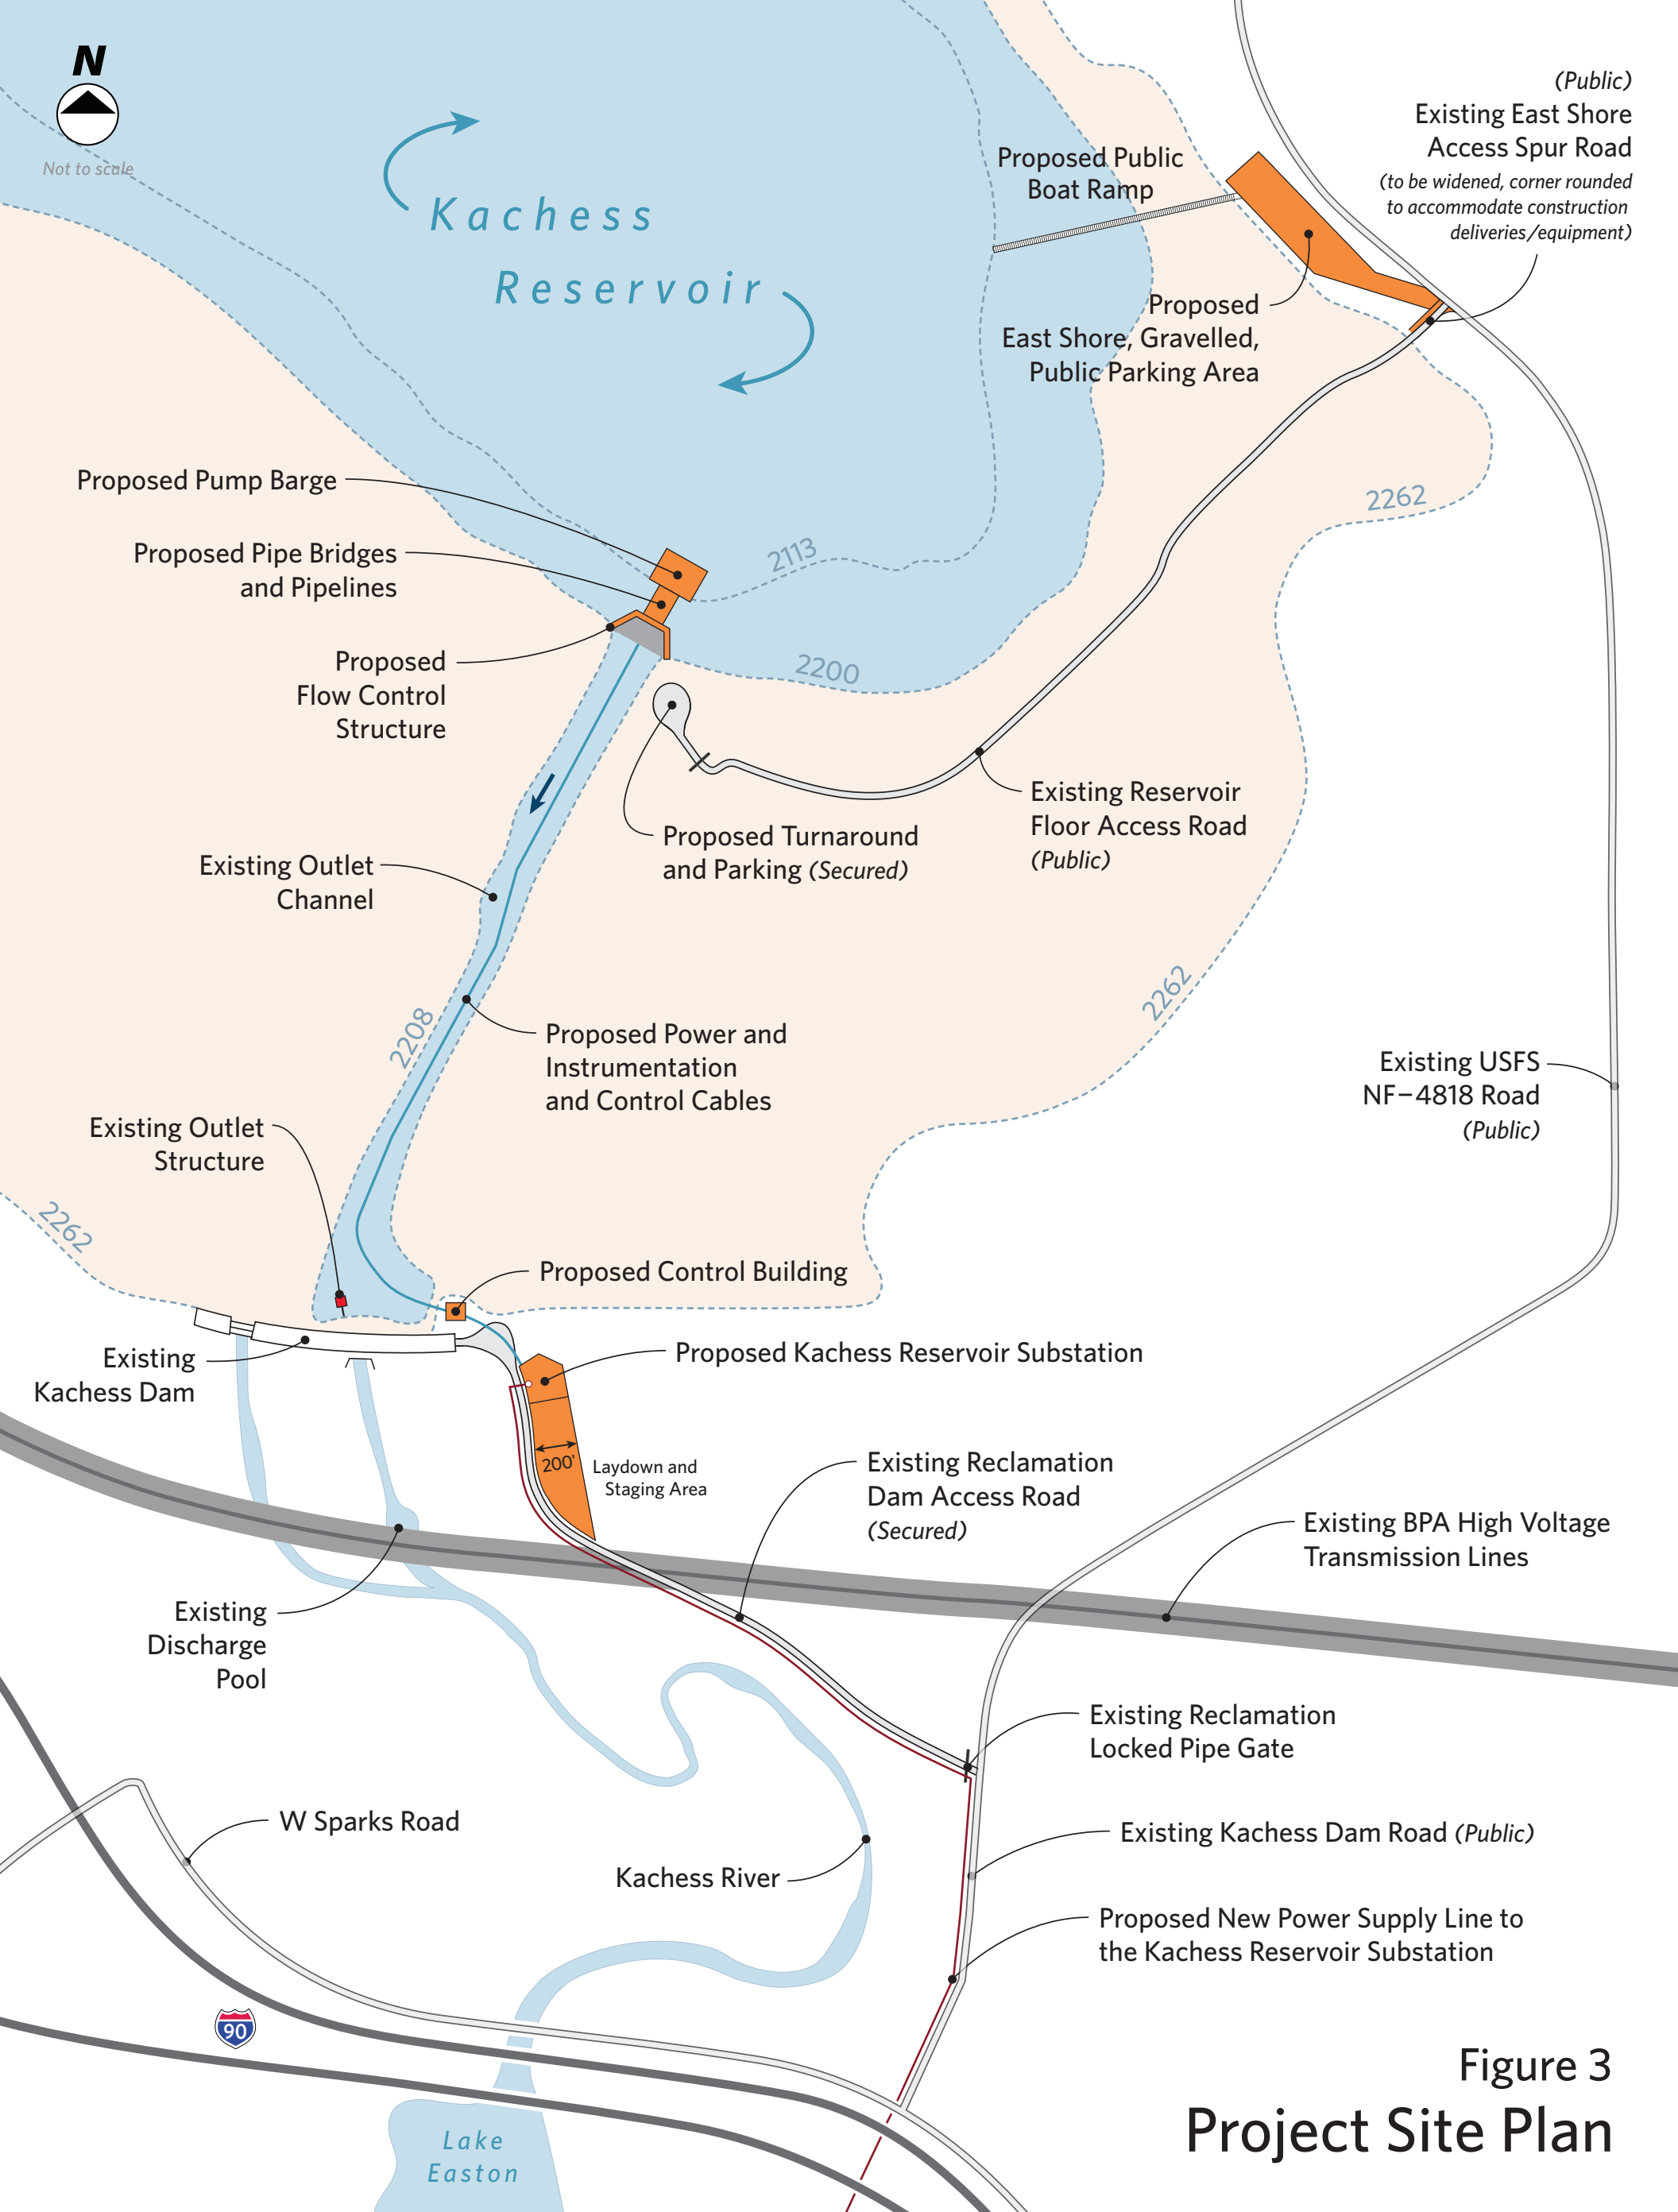 N
Not to scale
(Public)
Existing East Shore
Access Spur Road
(to be widened, corner rounded
to accommodate construction
deliveries/equipment)
Proposed Public
Boat Ramp
Kachess
Reservoir
Proposed
East Shore, Gravelled,
Public Parking Area
Proposed Pump Barge
2262
Proposed Pipe Bridges
and Pipelines
2113
Proposed
Flow Control
Structure
2200
Existing Reservoir
Floor Access Road
(Public)
Proposed Turnaround
and Parking (Secured)
Existing Outlet
Channel
2262
2208
Proposed Power and
Instrumentation
and Control Cables
Existing USFS
NF–4818 Road
(Public)
Existing Outlet
Structure
2262
Proposed Control Building
Existing
Kachess Dam
Proposed Kachess Reservoir Substation
200'
Laydown and
Staging Area
Existing Reclamation
Dam Access Road
(Secured)
Existing BPA High Voltage
Transmission Lines
Existing
Discharge
Pool
Existing Reclamation
Locked Pipe Gate
W Sparks Road
Existing Kachess Dam Road (Public)
Kachess River
Proposed New Power Supply Line to
the Kachess Reservoir Substation
90
Figure 3
Project Site Plan
Lake
Easton